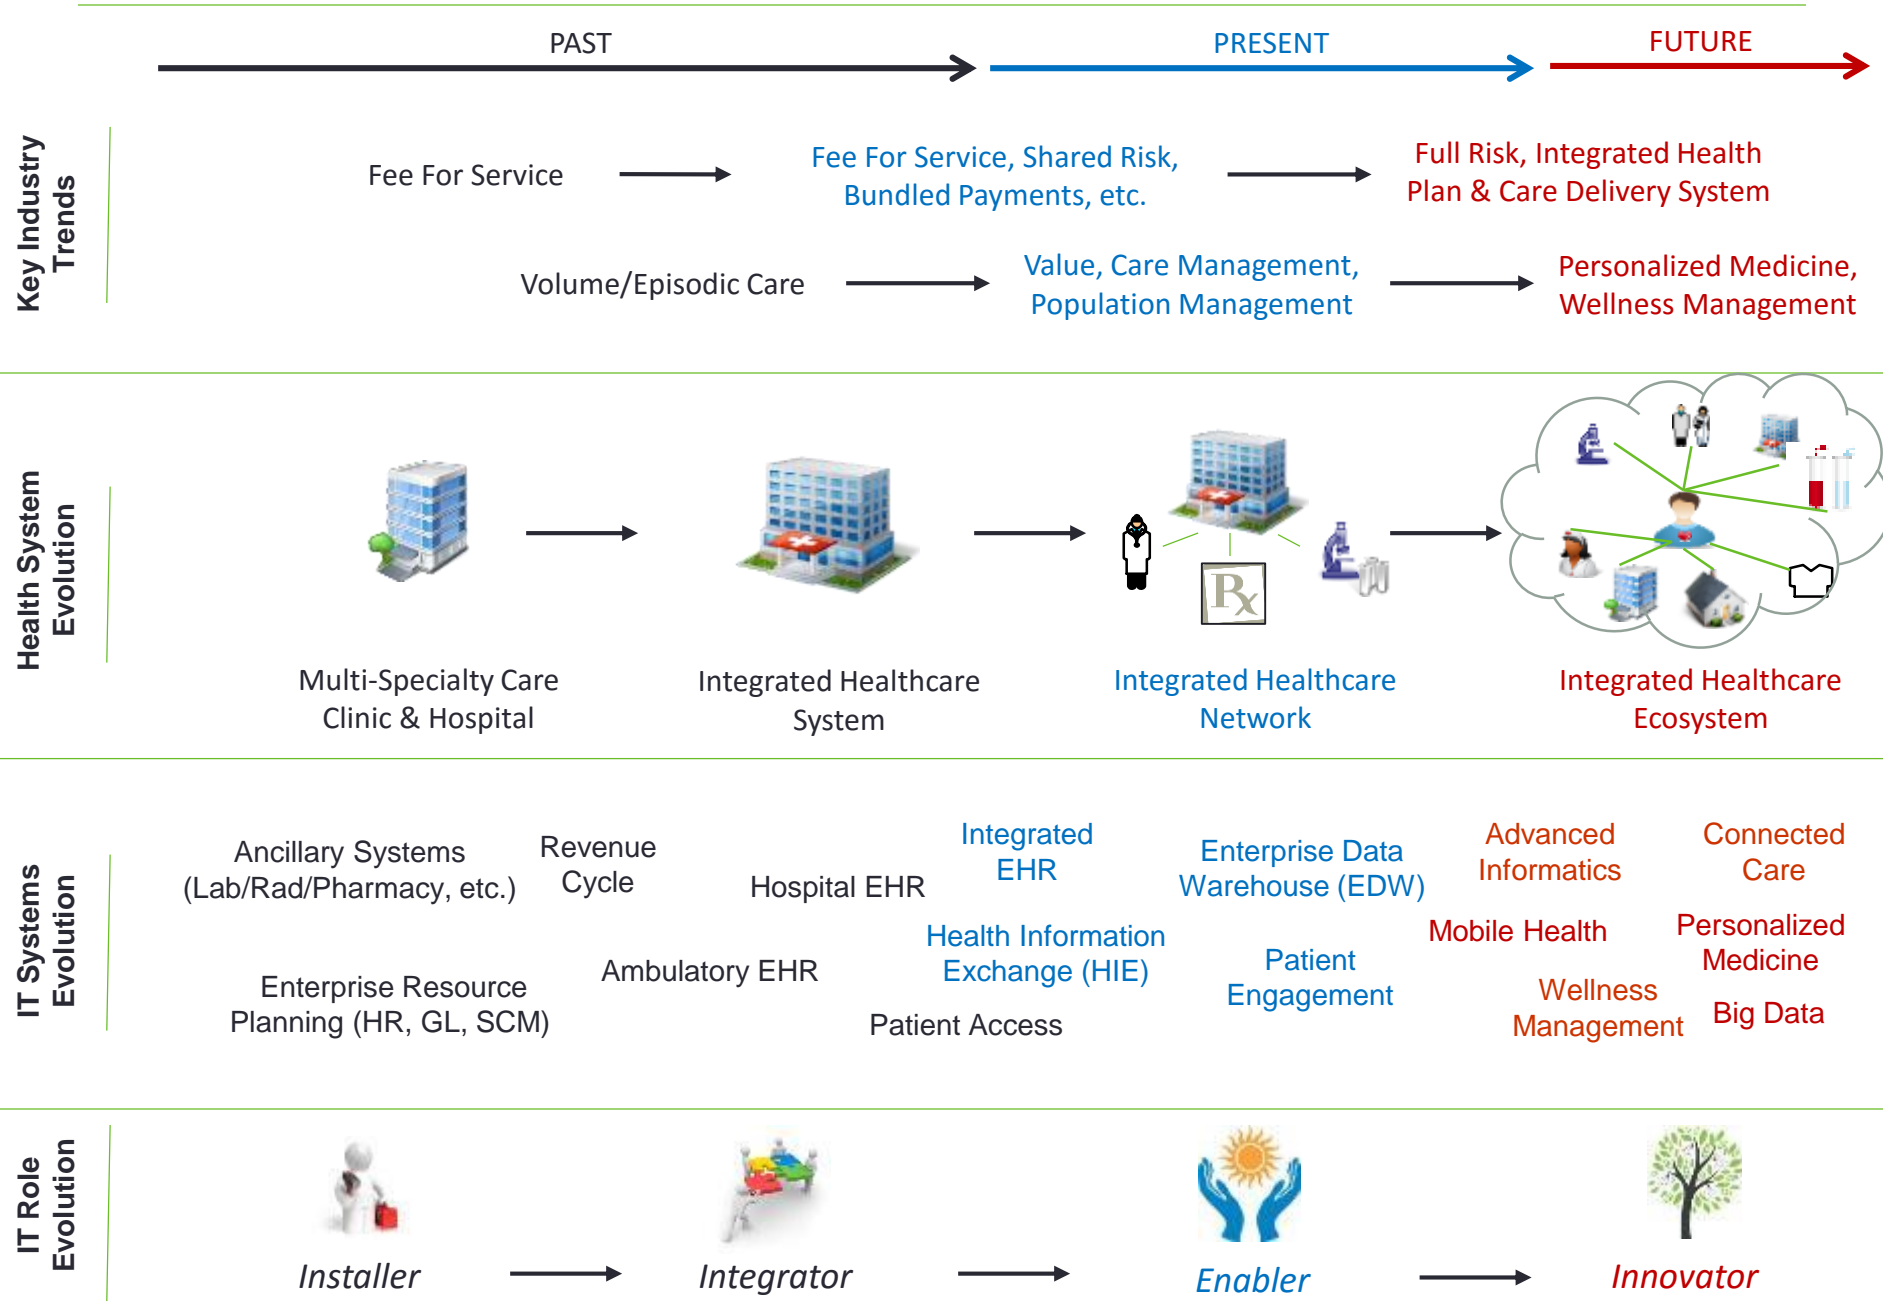 PAST
PRESENT
FUTURE
Key Industry
Trends
Fee For Service
Fee For Service, Shared Risk,
Bundled Payments, etc.
Full Risk, Integrated Health
Plan & Care Delivery System
Volume/Episodic Care
Value, Care Management,
Population Management
Personalized Medicine,
Wellness Management
Health System
Evolution
Rx
Multi-Specialty Care
Clinic & Hospital
Integrated Healthcare
System
Integrated Healthcare
Network
Integrated Healthcare
Ecosystem
IT Systems
Evolution
Ancillary Systems
(Lab/Rad/Pharmacy, etc.)
Revenue
Cycle
Hospital EHR
Integrated
EHR
Enterprise Data
Warehouse (EDW)
Advanced
Informatics
Connected
Care
Enterprise Resource
Planning (HR, GL, SCM)
Ambulatory EHR
Health Information
Exchange (HIE)
Patient Access
Patient
Engagement
Mobile Health
Personalized
Medicine
Wellness
Management
Big Data
IT Role
Evolution
Installer
Integrator
Enabler
Innovator